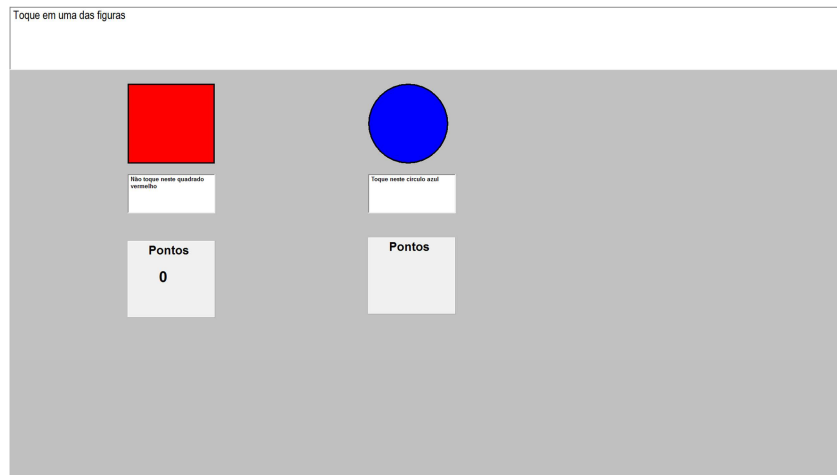 Toque em uma das figuras
Não toque neste quadrado
vermelho
Toque neste círculo azul
Pontos
0
Pontos